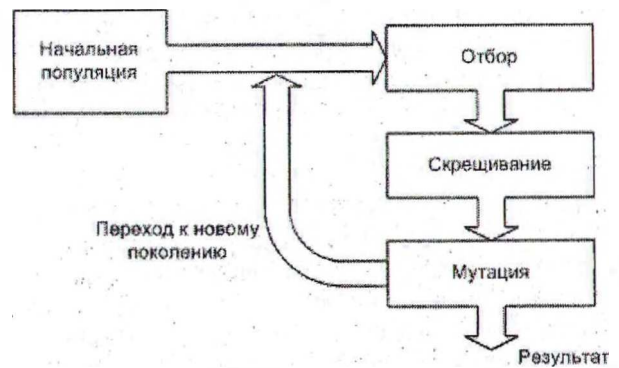 Начальная
популяция
Отбор
Скрещивание
Переход к новому
поколению
Мутация
Результат